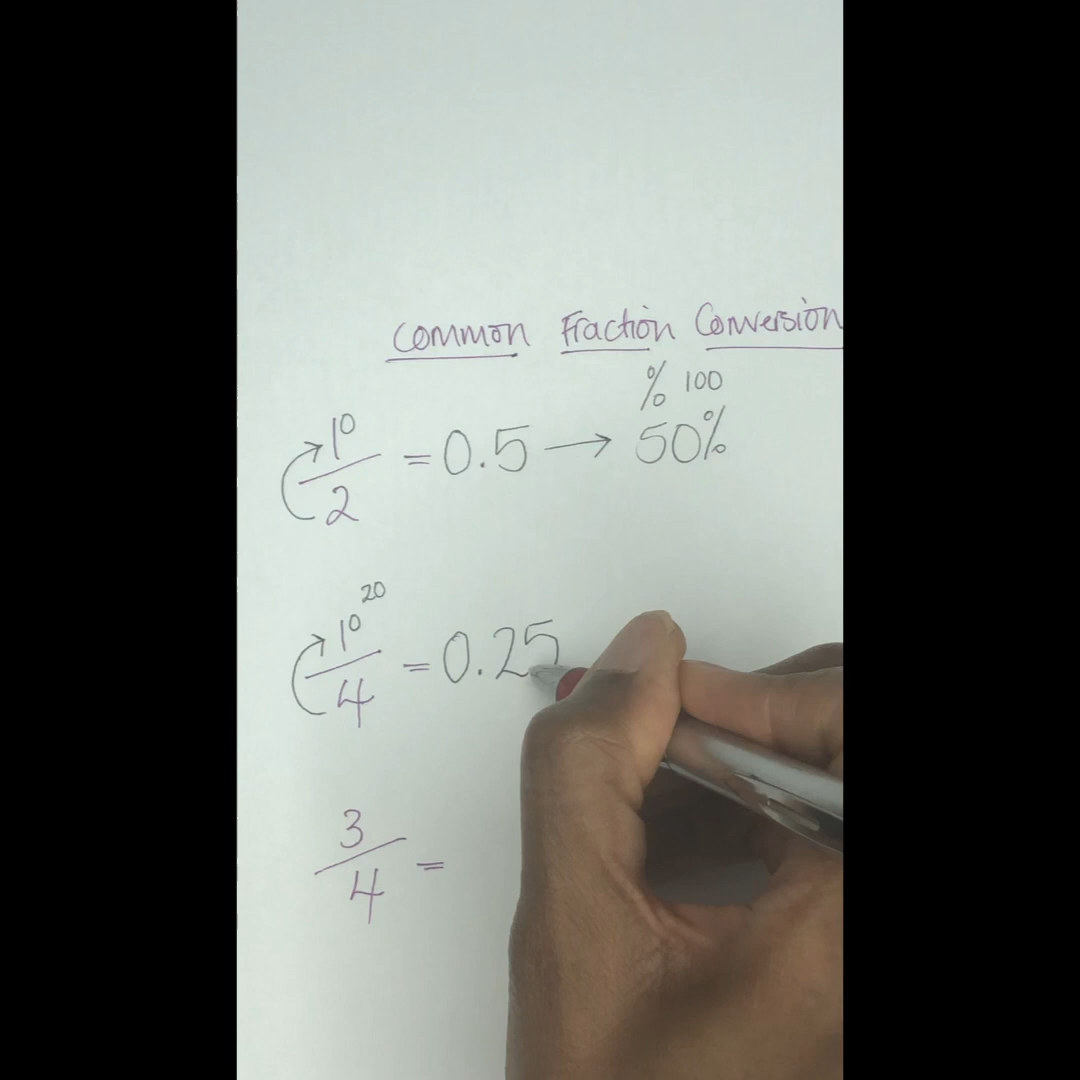 Common Fraction Conversion
% 100
1⁰/2 = 0.5 → 50%
20
1⁰/4 = 0.25
3/4 =